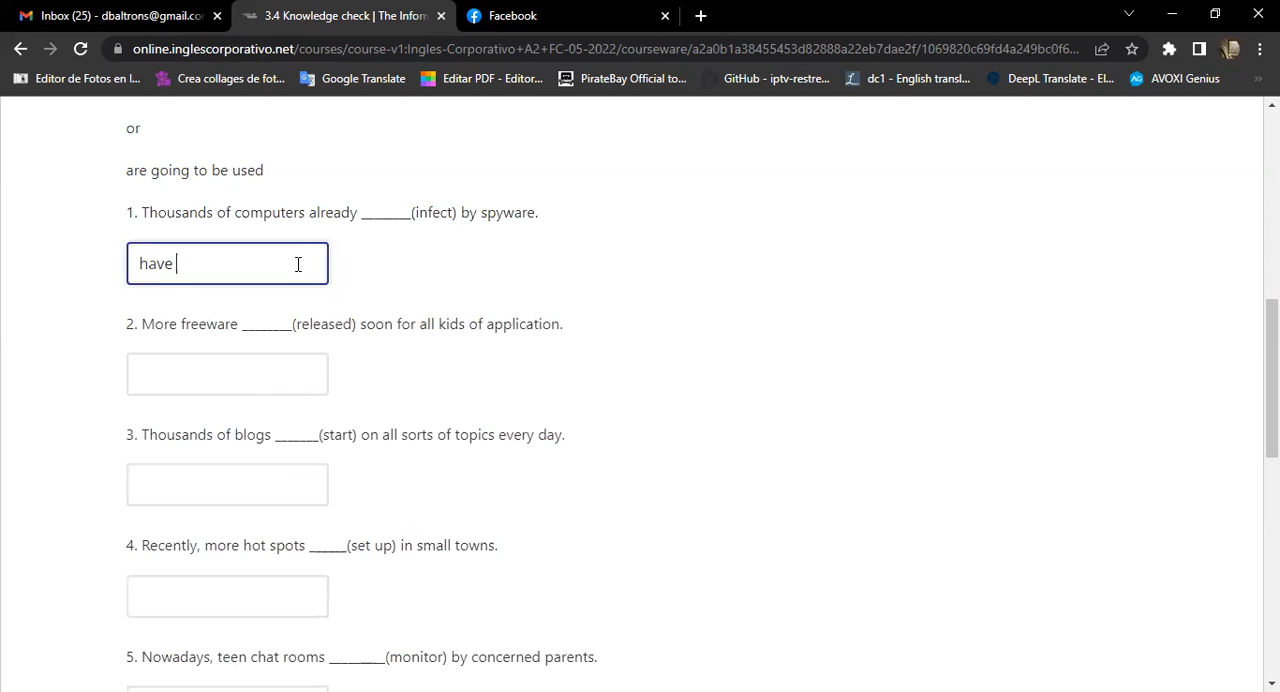 Inbox (25) - dbaltrons@gmail.co
3.4 Knowledge check | The Infor
Facebook
online.inglescorporativo.net/courses/course-v1:Ingles-Corporativo+A2+FC-05-2022/courseware/a2a0b1a38455453d82888a22eb7dae2f/1069820c69fd4a249bc0f6...
Editor de Fotos en l...
Crea collages de fot...
Google Translate
Editar PDF - Editor...
PirateBay Official to...
GitHub - iptv-restre...
dc1 - English transl...
DeepL Translate - El...
AVOXI Genius
»
or
are going to be used
1. Thousands of computers already ________(infect) by spyware.
have
2. More freeware ________(released) soon for all kids of application.
3. Thousands of blogs _______(start) on all sorts of topics every day.
4. Recently, more hot spots ______(set up) in small towns.
5. Nowadays, teen chat rooms _________(monitor) by concerned parents.